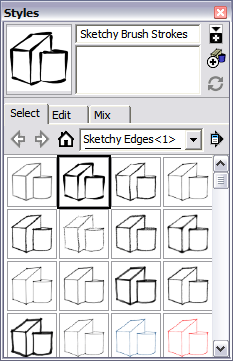 Styles
Sketchy Brush Strokes
Select Edit Mix
Sketchy Edges<1>